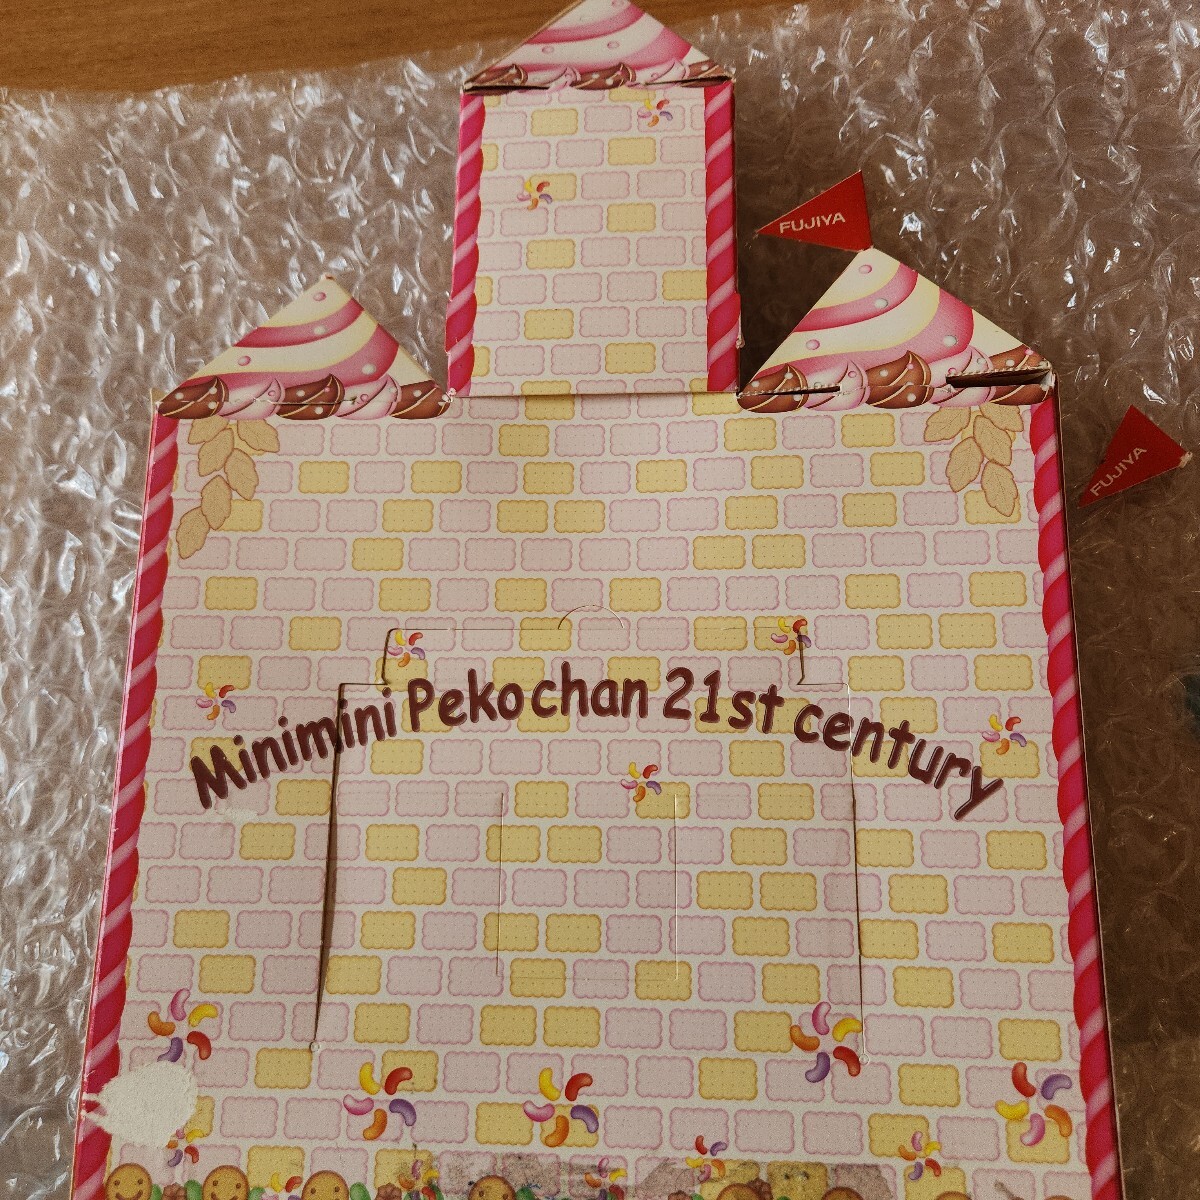 FUJIYA
FUJIYA
Minimini Pekochan 21st century